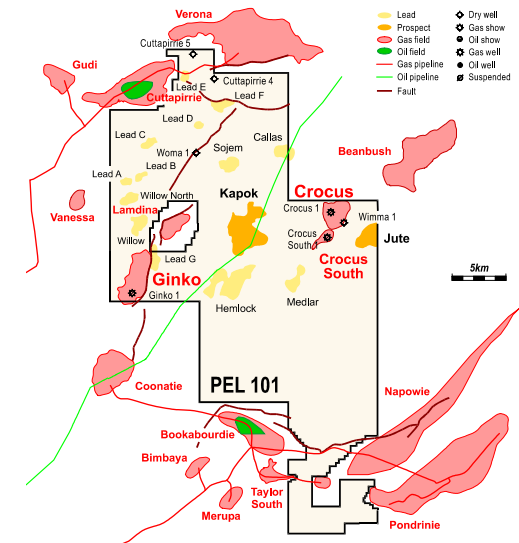 Verona
Lead
Prospect
Gas field
Oil field
Gas pipeline
Oil pipeline
Fault
Dry well
Gas show
Oil show
Gas well
Oil well
Suspended
Cuttapirrie 5
Gudi
Cuttapirrie 4
Lead E
Cuttapirrie
Lead F
Lead D
Lead C
Callas
Woma 1
Sojem
Beanbush
Lead B
Lead A
Willow North
Kapok
Crocus
Vanessa
Lamdina
Crocus 1
Wimma 1
Willow
Crocus
South 1
Jute
Lead G
Crocus
South
Ginko
5km
Ginko 1
Medlar
Hemlock
Coonatie
PEL 101
Napowie
Bookabourdie
Bimbaya
Taylor
South
Merupa
Pondrinie